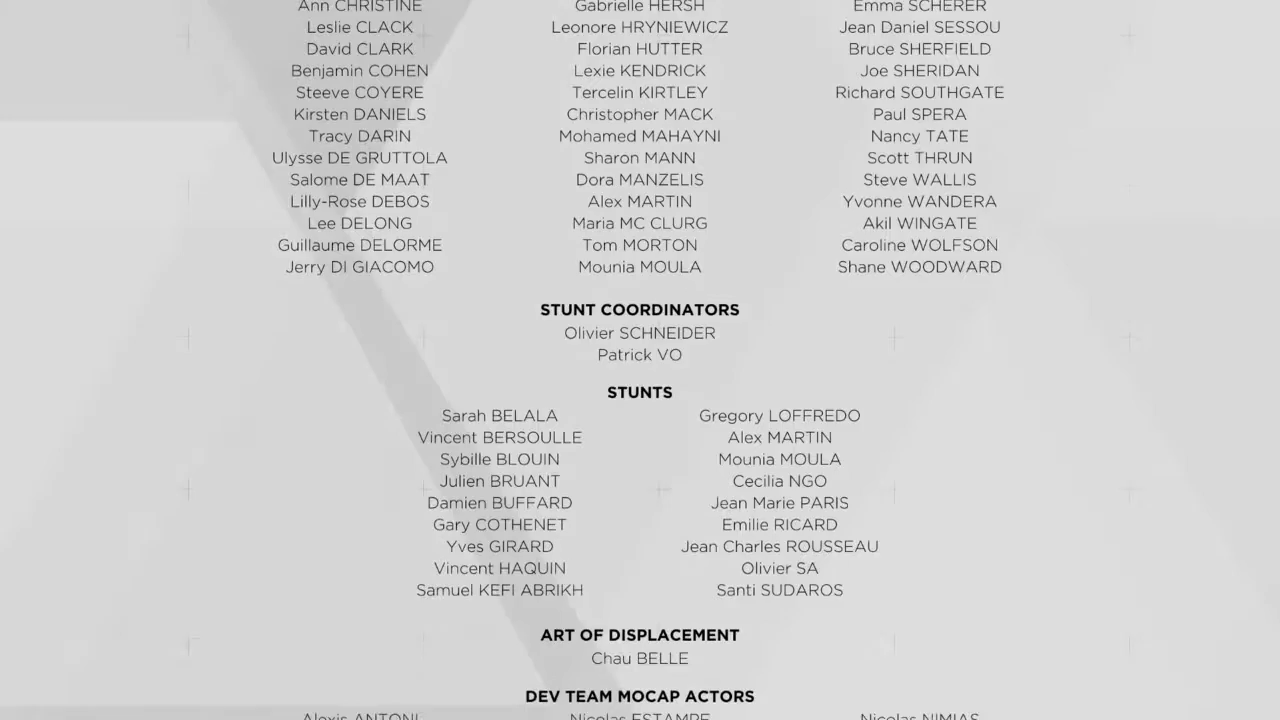 Ann CHRISTINE Gabrielle HERSH Emma SCHERER
Leslie CLACK Leonore HRYNIEWICZ Jean Daniel SESSOU
David CLARK Florian HUTTER Bruce SHERFIELD
Benjamin COHEN Lexie KENDRICK Joe SHERIDAN
Steeve COYERE Tercelin KIRTLEY Richard SOUTHGATE
Kirsten DANIELS Christopher MACK Paul SPERA
Tracy DARIN Mohamed MAHAYNI Nancy TATE
Ulysse DE GRUTTOLA Sharon MANN Scott THRUN
Salome DE MAAT Dora MANZELIS Steve WALLIS
Lilly-Rose DEBOS Alex MARTIN Yvonne WANDERA
Lee DELONG Maria MC CLURG Akil WINGATE
Guillaume DELORME Tom MORTON Caroline WOLFSON
Jerry DI GIACOMO Mounia MOULA Shane WOODWARD
STUNT COORDINATORS
Olivier SCHNEIDER
Patrick VO
STUNTS
Sarah BELALA Gregory LOFFREDO
Vincent BERSOULLE Alex MARTIN
Sybille BLOUIN Mounia MOULA
Julien BRUANT Cecilia NGO
Damien BUFFARD Jean Marie PARIS
Gary COTHENET Emilie RICARD
Yves GIRARD Jean Charles ROUSSEAU
Vincent HAQUIN Olivier SA
Samuel KEFI ABRIKH Santi SUDAROS
ART OF DISPLACEMENT
Chau BELLE
DEV TEAM MOCAP ACTORS
Alexis ANTONI Nicolas ESTAMPE Nicolas NIMIAS